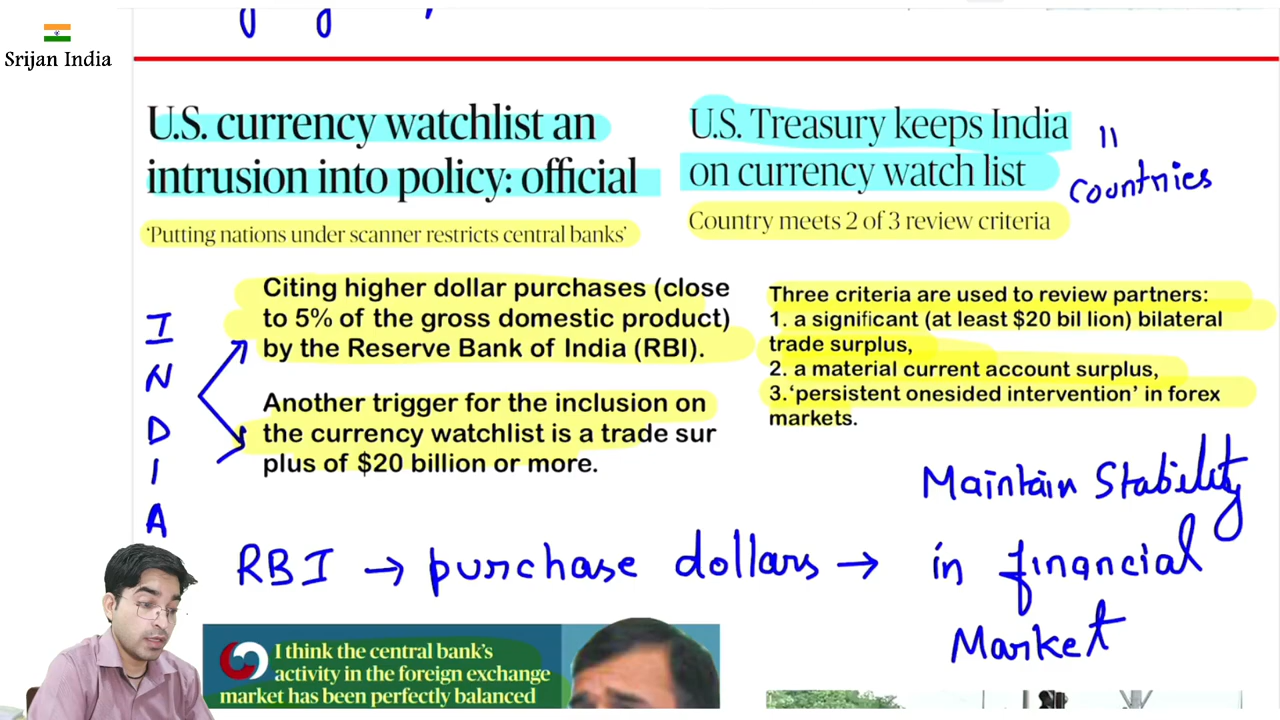 Srijan India
U.S. currency watchlist an
intrusion into policy: official
'Putting nations under scanner restricts central banks'
U.S. Treasury keeps India
on currency watch list
Country meets 2 of 3 review criteria
11
Countries
INDIA
Citing higher dollar purchases (close
to 5% of the gross domestic product)
by the Reserve Bank of India (RBI).
Another trigger for the inclusion on
the currency watchlist is a trade sur
plus of $20 billion or more.
Three criteria are used to review partners:
1. a significant (at least $20 bil lion) bilateral
trade surplus,
2. a material current account surplus,
3.‘persistent onesided intervention’ in forex
markets.
RBI → purchase dollars →
Maintain Stability
in financial
Market
I think the central bank's
activity in the foreign exchange
market has been perfectly balanced